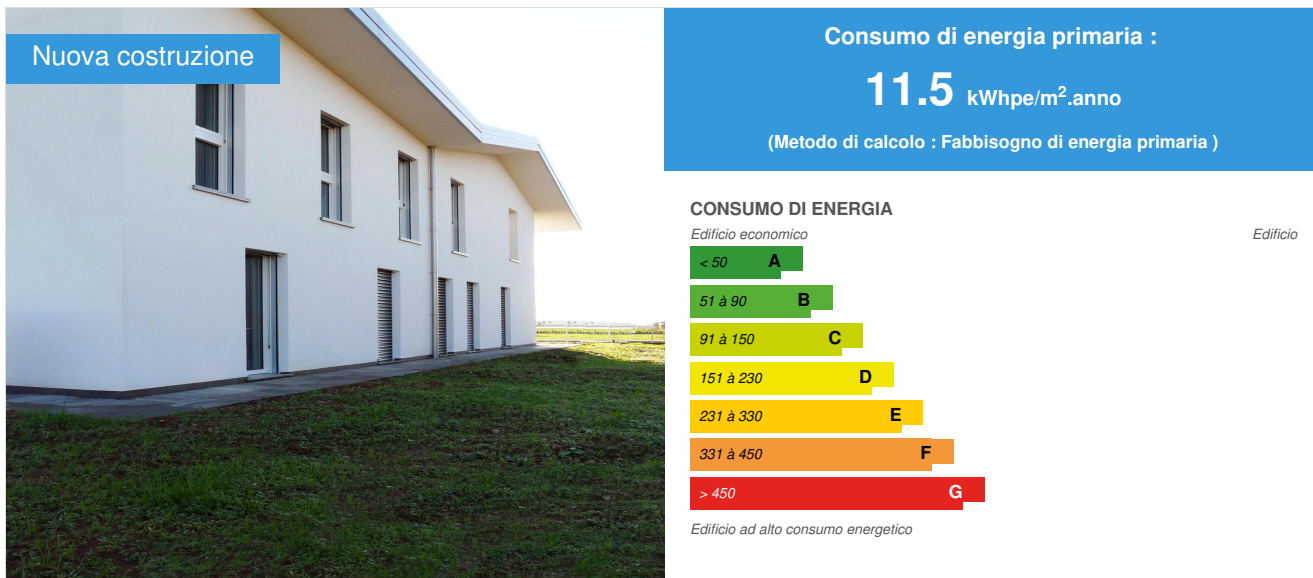 Nuova costruzione
Consumo di energia primaria :
11.5 kWhpe/m².anno
(Metodo di calcolo : Fabbisogno di energia primaria )
CONSUMO DI ENERGIA
Edificio economico
Edificio
< 50 A
51 à 90 B
91 à 150 C
151 à 230 D
231 à 330 E
331 à 450 F
> 450 G
Edificio ad alto consumo energetico